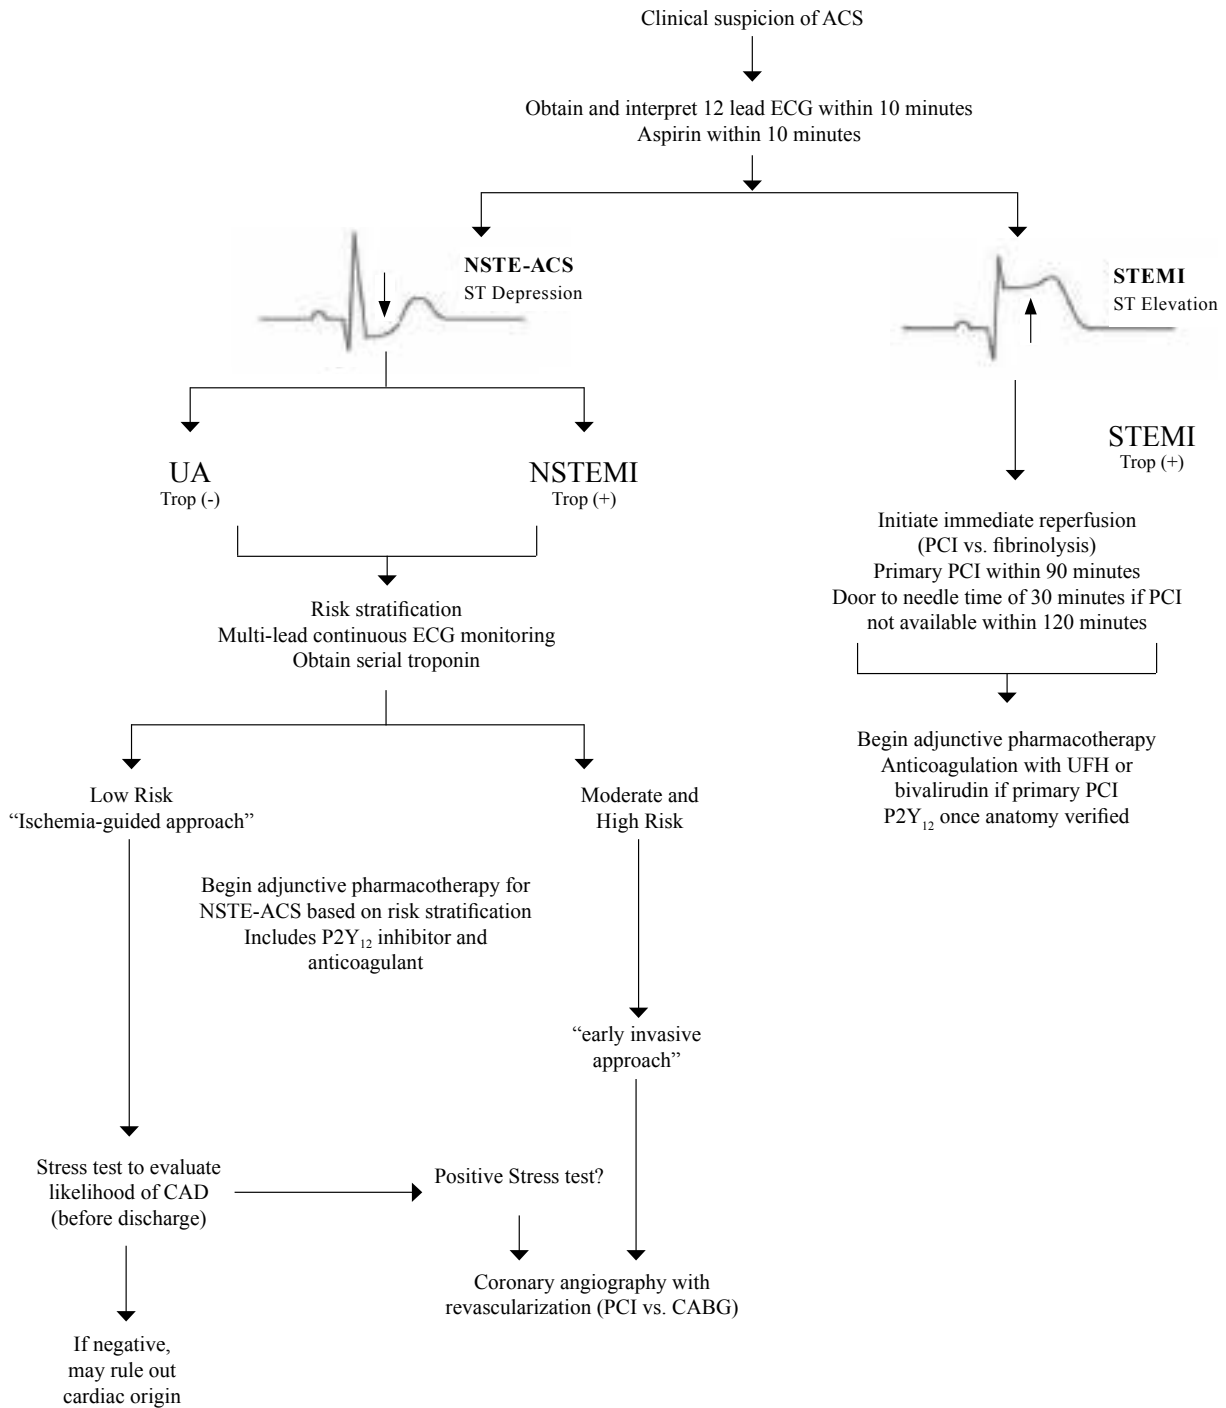 Clinical suspicion of ACS
Obtain and interpret 12 lead ECG within 10 minutes
Aspirin within 10 minutes
NSTE-ACS
ST Depression
STEMI
ST Elevation
UA
Trop (-)
NSTEMI
Trop (+)
STEMI
Trop (+)
Initiate immediate reperfusion
(PCI vs. fibrinolysis)
Primary PCI within 90 minutes
Door to needle time of 30 minutes if PCI
not available within 120 minutes
Risk stratification
Multi-lead continuous ECG monitoring
Obtain serial troponin
Begin adjunctive pharmacotherapy
Anticoagulation with UFH or
bivalirudin if primary PCI
P2Y₁₂ once anatomy verified
Low Risk
“Ischemia-guided approach”
Moderate and
High Risk
Begin adjunctive pharmacotherapy for
NSTE-ACS based on risk stratification
Includes P2Y₁₂ inhibitor and
anticoagulant
“early invasive
approach”
Stress test to evaluate
likelihood of CAD
(before discharge)
Positive Stress test?
Coronary angiography with
revascularization (PCI vs. CABG)
If negative,
may rule out
cardiac origin